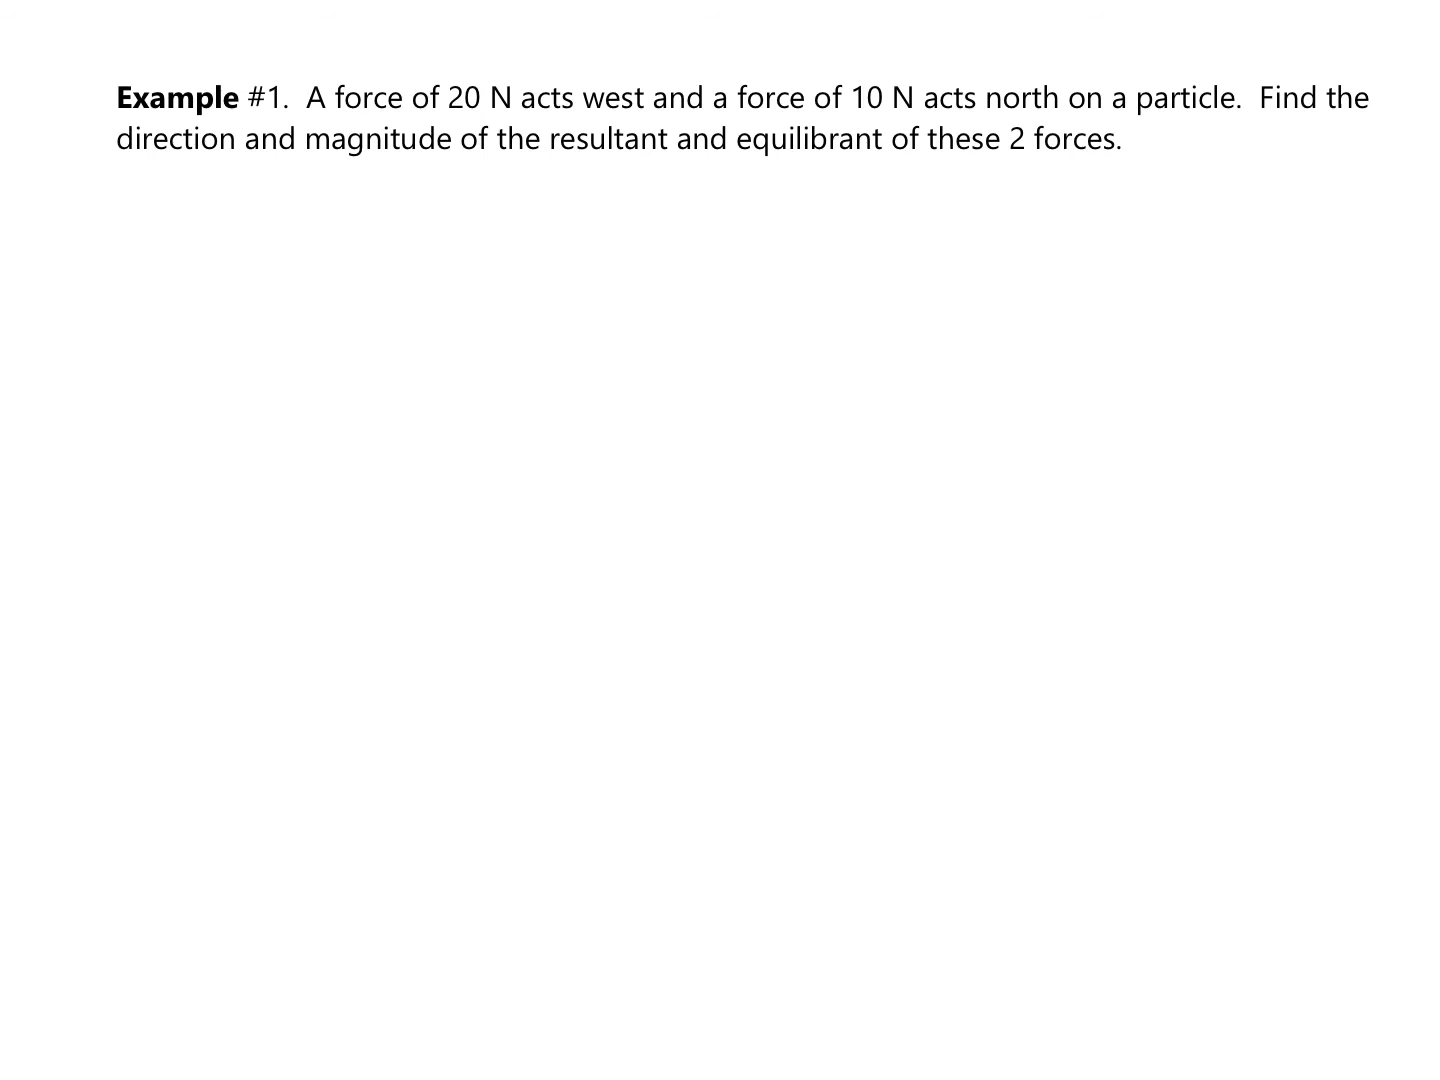 Example #1.  A force of 20 N acts west and a force of 10 N acts north on a particle.  Find the
direction and magnitude of the resultant and equilibrant of these 2 forces.